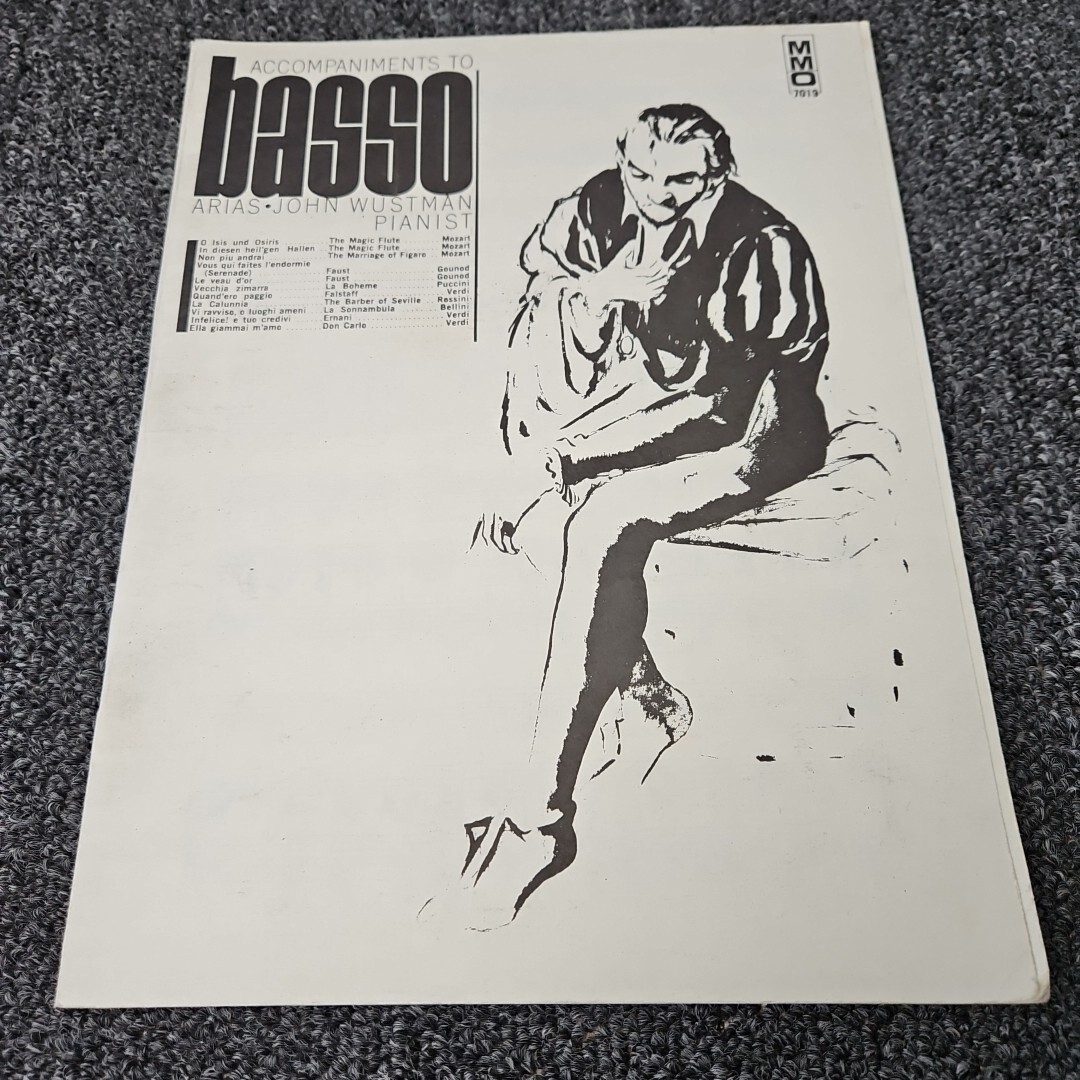 ACCOMPANIMENTS TO
basso
ARIAS•JOHN WUSTMAN
PIANIST
MMO
7019
O Isis und Osiris The Magic Flute Mozart
In diesen heil'gen Hallen The Magic Flute Mozart
Non piu andrai The Marriage of Figaro Mozart
Vous qui faites l'endormie
(Serenade) Faust Gounod
Le veau d'or Faust Gounod
Vecchia zimarra La Boheme Puccini
Quand'ero paggio Falstaff Verdi
La Calunnia The Barber of Seville Rossini
Vi ravviso, o luoghi ameni La Sonnambula Bellini
Infelice! e tuo credivi Ernani Verdi
Ella giammai m'amo Don Carlo Verdi